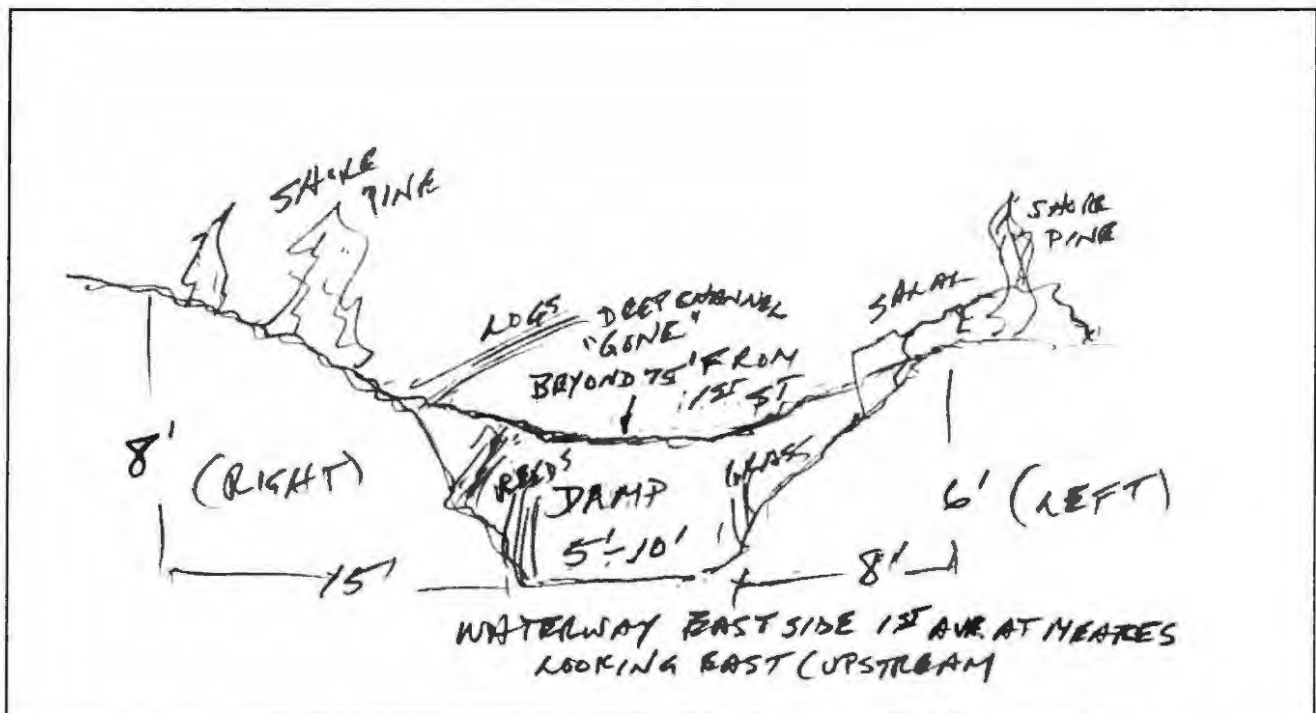 SHORE
PINE
SHORE
PINE
SALAL
LOGS
DEEP CHANNEL
"GONE"
BEYOND 75' FROM
1ST ST
REEDS
GRASS
DAMP
5'-10'
8'
(RIGHT)
6' (LEFT)
15'
8'
WATERWAY EAST SIDE 1ST AVE. AT MEARES
LOOKING EAST (UPSTREAM